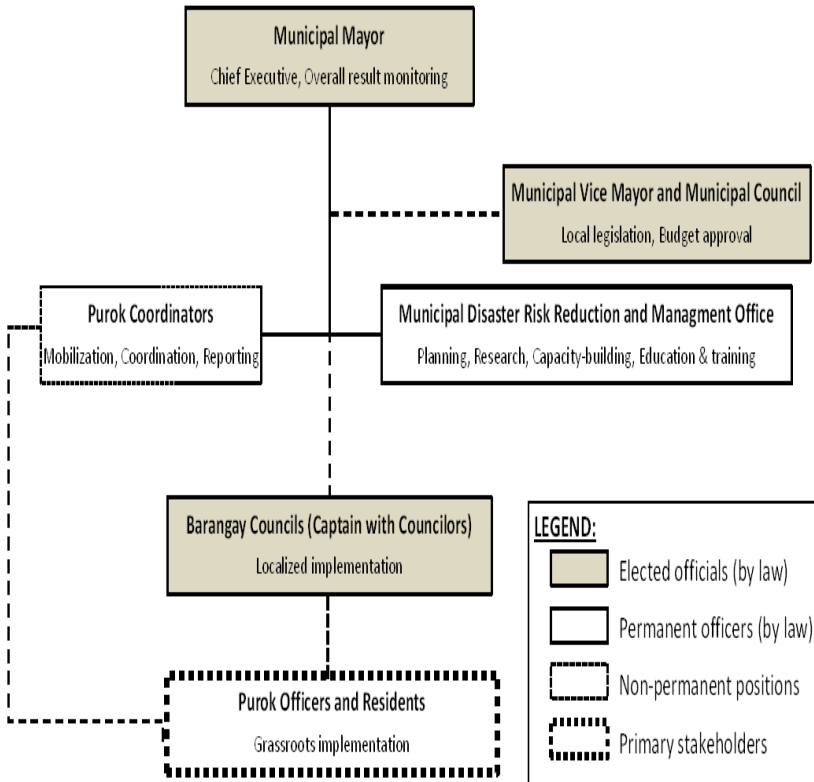 Municipal Mayor
Chief Executive, Overall result monitoring
Municipal Vice Mayor and Municipal Council
Local legislation, Budget approval
Purok Coordinators
Mobilization, Coordination, Reporting
Municipal Disaster Risk Reduction and Managment Office
Planning, Research, Capacity-building, Education & training
Barangay Councils (Captain with Councilors)
Localized implementation
Purok Officers and Residents
Grassroots implementation
LEGEND:
Elected officials (by law)
Permanent officers (by law)
Non-permanent positions
Primary stakeholders